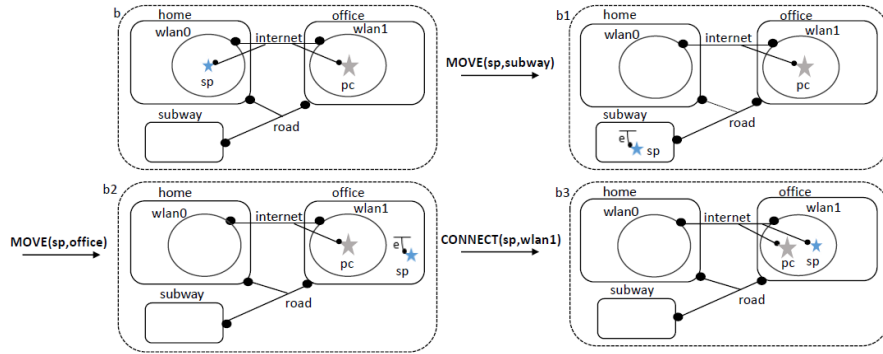 b
home
office
wlan0
internet
wlan1
sp
pc
road
subway
MOVE(sp,subway)
b1
home
office
wlan0
internet
wlan1
pc
road
subway
e
sp
MOVE(sp,office)
b2
home
office
wlan0
internet
wlan1
pc
e
sp
road
subway
CONNECT(sp,wlan1)
b3
home
office
wlan0
internet
wlan1
pc
sp
road
subway